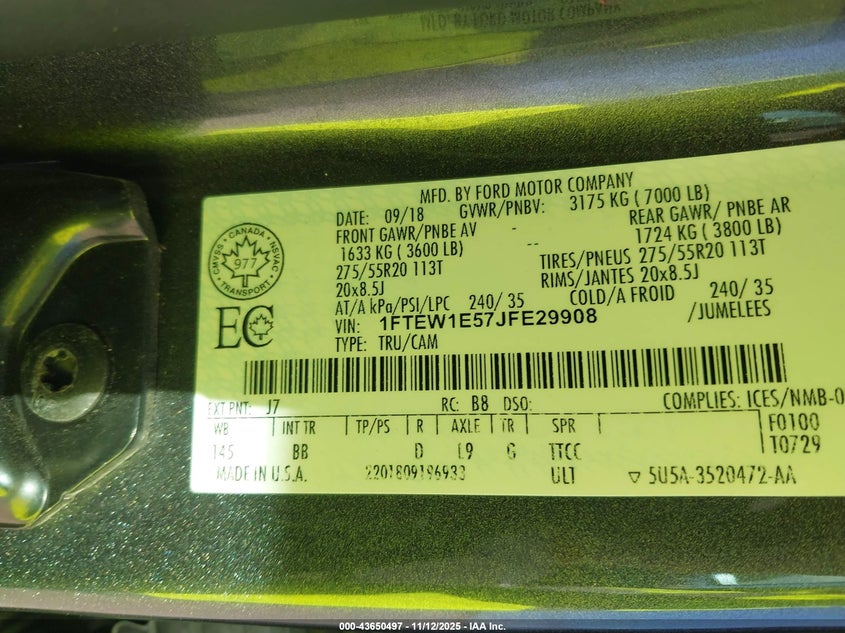 MFD. BY FORD MOTOR COMPANY
DATE: 09/18 GVWR/PNBV: 3175 KG ( 7000 LB)
FRONT GAWR/PNBE AV - REAR GAWR/ PNBE AR
1633 KG ( 3600 LB) -- 1724 KG ( 3800 LB)
275/55R20 113T TIRES/PNEUS 275/55R20 113T
20x8.5J RIMS/JANTES 20x8.5J
AT/A kPa/PSI/LPC 240/ 35 COLD/A FROID 240/ 35
VIN: 1FTEW1E57JFE29908 /JUMELEES
TYPE: TRU/CAM
CANADA
CMVSS NSVAC
977
TRANSPORT
EC
EXT PNT: J7 RC: B8 DSO: COMPLIES: ICES/NMB-0
WB INT TR TP/PS R AXLE TR SPR F0100
145 BB D L9 G TTCC T0729
MADE IN U.S.A. 2201809196933 ULT ▽ 5U5A-3520472-AA
000-43650497 - 11/12/2025 - IAA Inc.